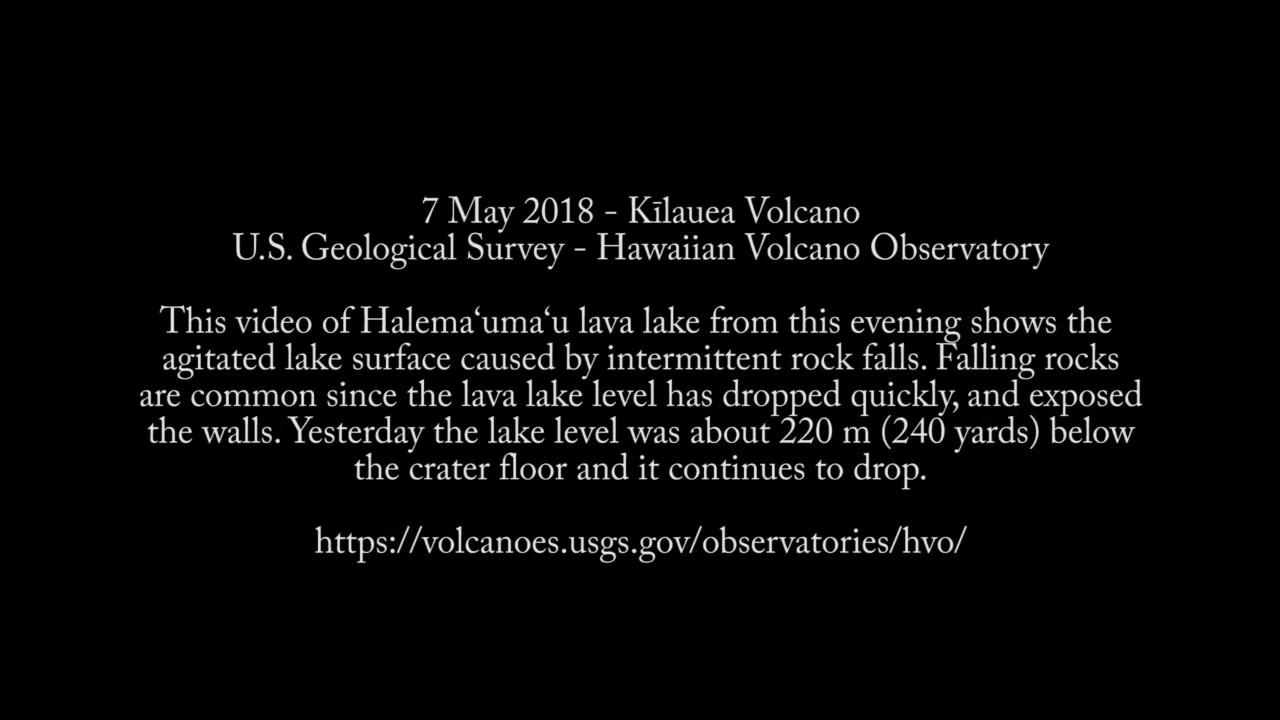 7 May 2018 - Kīlauea Volcano
U.S. Geological Survey - Hawaiian Volcano Observatory
This video of Halema‘uma‘u lava lake from this evening shows the
agitated lake surface caused by intermittent rock falls. Falling rocks
are common since the lava lake level has dropped quickly, and exposed
the walls. Yesterday the lake level was about 220 m (240 yards) below
the crater floor and it continues to drop.
https://volcanoes.usgs.gov/observatories/hvo/